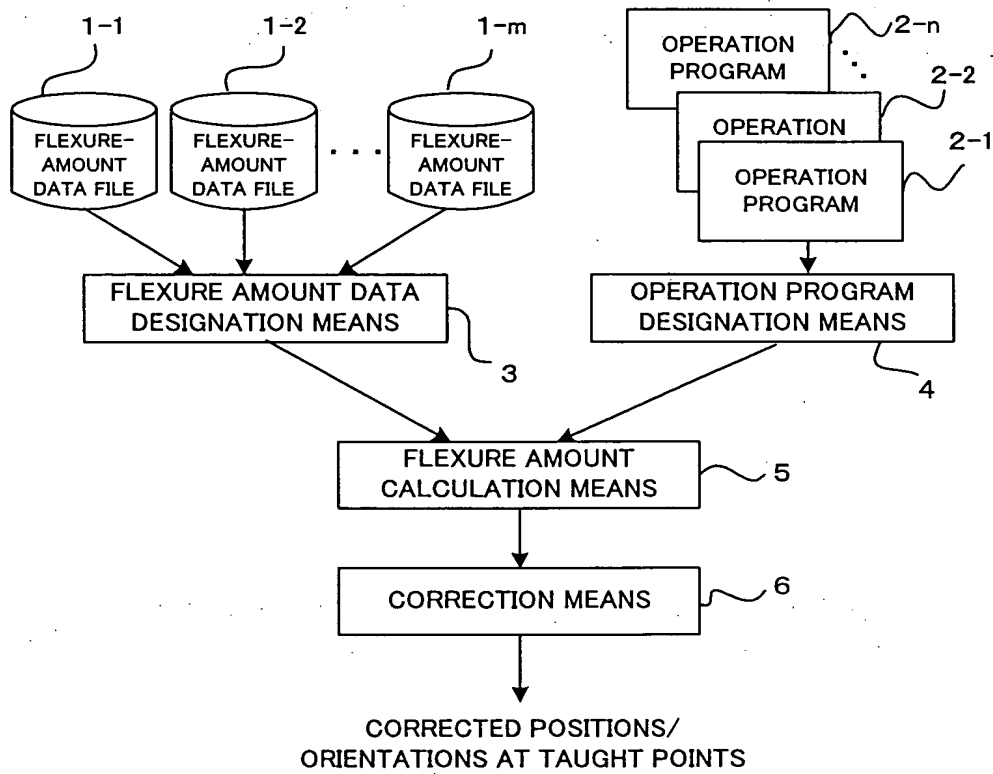 1-1
1-2
1-m
2-n
2-2
2-1
OPERATION
PROGRAM
OPERATION
OPERATION
PROGRAM
FLEXURE-
AMOUNT
DATA FILE
FLEXURE-
AMOUNT
DATA FILE
. . .
FLEXURE-
AMOUNT
DATA FILE
FLEXURE AMOUNT DATA
DESIGNATION MEANS
3
OPERATION PROGRAM
DESIGNATION MEANS
4
FLEXURE AMOUNT
CALCULATION MEANS
5
CORRECTION MEANS
6
CORRECTED POSITIONS/
ORIENTATIONS AT TAUGHT POINTS